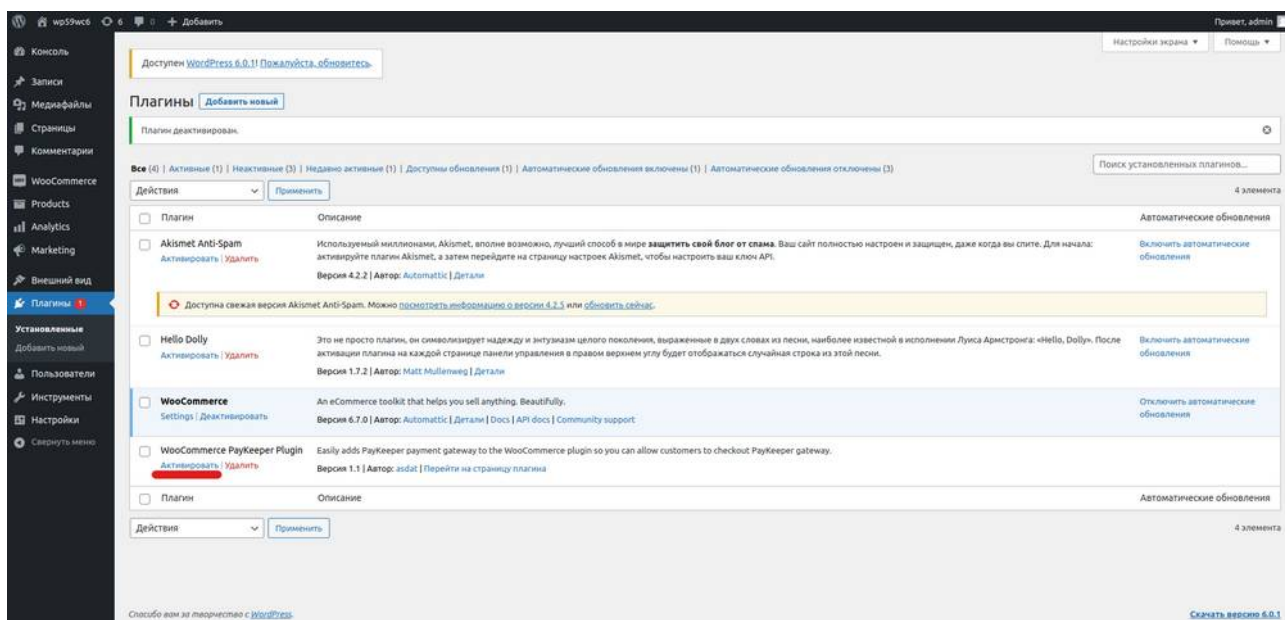 wp59wc6 6 0 + Добавить Привет, admin
Настройки экрана Помощь
Консоль
Записи
Медиафайлы
Страницы
Комментарии
WooCommerce
Products
Analytics
Marketing
Внешний вид
Плагины 1
Установленные
Добавить новый
Пользователи
Инструменты
Настройки
Свернуть меню
Доступен WordPress 6.0.1! Пожалуйста, обновитесь.
Плагины Добавить новый
Плагин деактивирован.
Все (4) | Активные (1) | Неактивные (3) | Недавно активные (1) | Доступны обновления (1) | Автоматические обновления включены (1) | Автоматические обновления отключены (3)
Поиск установленных плагинов...
Действия Применить 4 элемента
Плагин Описание Автоматические обновления
Akismet Anti-Spam
Активировать | Удалить
Используемый миллионами, Akismet, вполне возможно, лучший способ в мире защитить свой блог от спама. Ваш сайт полностью настроен и защищен, даже когда вы спите. Для начала:
активируйте плагин Akismet, а затем перейдите на страницу настроек Akismet, чтобы настроить ваш ключ API.
Версия 4.2.2 | Автор: Automattic | Детали
Включить автоматические
обновления
Доступна свежая версия Akismet Anti-Spam. Можно посмотреть информацию о версии 4.2.5 или обновить сейчас.
Hello Dolly
Активировать | Удалить
Это не просто плагин, он символизирует надежду и энтузиазм целого поколения, выраженные в двух словах из песни, наиболее известной в исполнении Луиса Армстронга: «Hello, Dolly». После
активации плагина на каждой странице панели управления в правом верхнем углу будет отображаться случайная строка из этой песни.
Версия 1.7.2 | Автор: Matt Mullenweg | Детали
Включить автоматические
обновления
WooCommerce
Settings | Деактивировать
An eCommerce toolkit that helps you sell anything. Beautifully.
Версия 6.7.0 | Автор: Automattic | Детали | Docs | API docs | Community support
Отключить автоматические
обновления
WooCommerce PayKeeper Plugin
Активировать | Удалить
Easily adds PayKeeper payment gateway to the WooCommerce plugin so you can allow customers to checkout PayKeeper gateway.
Версия 1.1 | Автор: asdat | Перейти на страницу плагина
Плагин Описание Автоматические обновления
Действия Применить 4 элемента
Спасибо вам за творчество с WordPress. Скачать версию 6.0.1